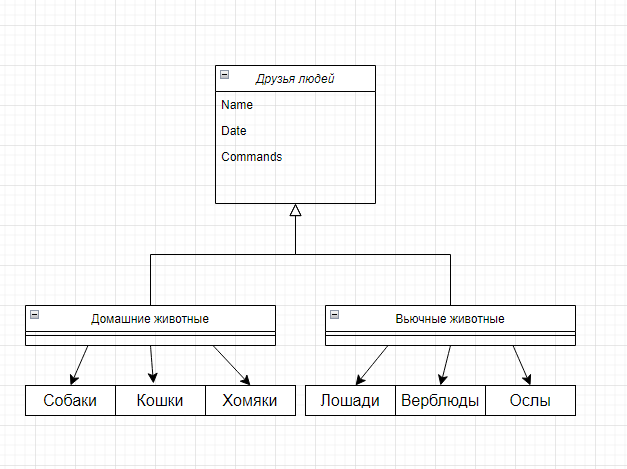 Друзья людей
Name
Date
Commands
Домашние животные
Вьючные животные
Собаки
Кошки
Хомяки
Лошади
Верблюды
Ослы